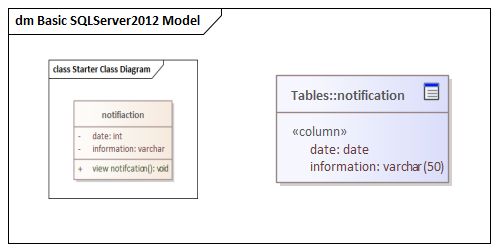 dm Basic SQLServer2012 Model
class Starter Class Diagram
notifiaction
- date: int
- information: varchar
+ view notifcation(): void
Tables::notification
«column»
date: date
information: varchar(50)